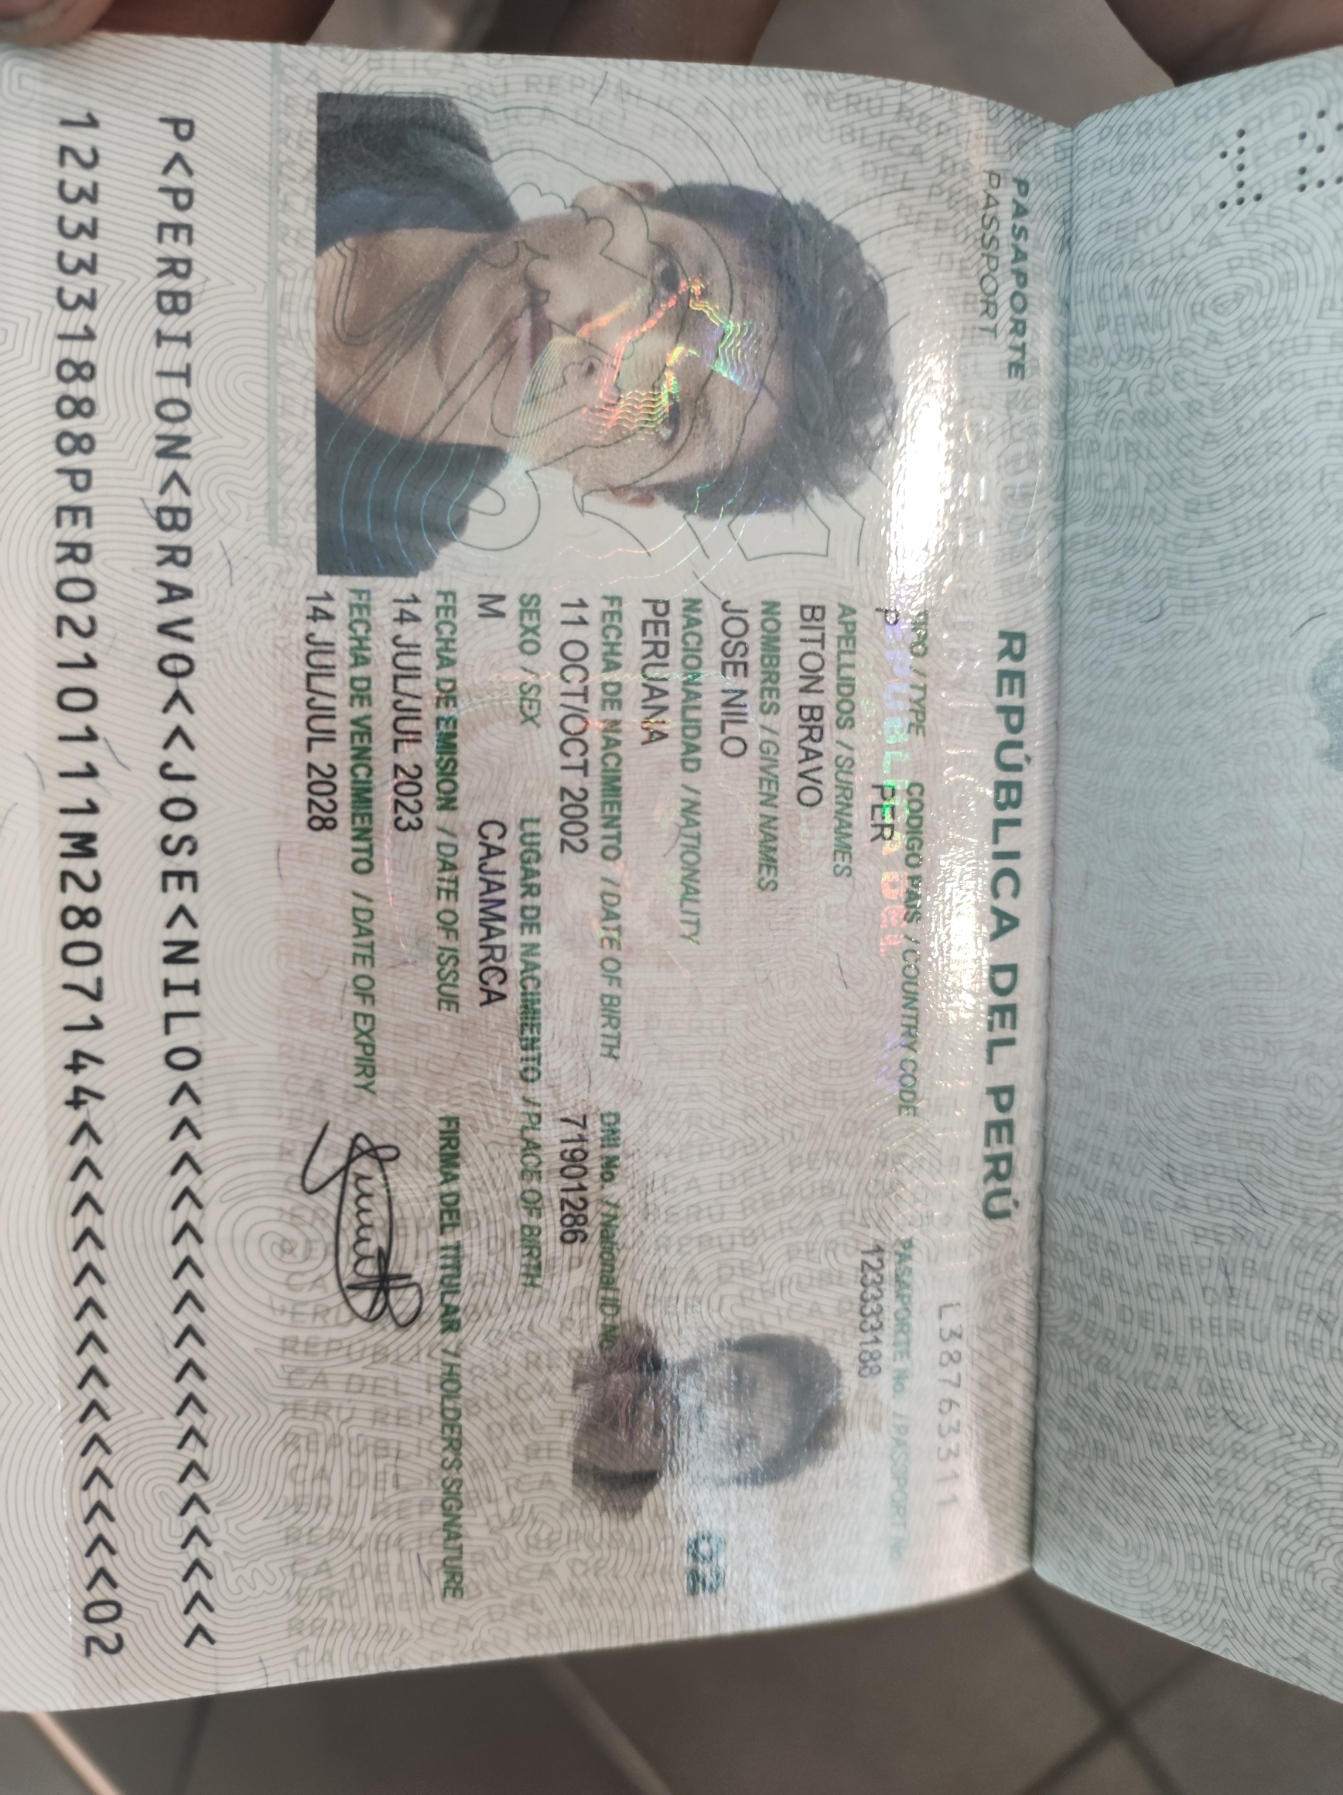 PASAPORTE
PASSPORT
REPÚBLICA DEL PERÚ
L38763311
TIPO / TYPE
CODIGO PAIS / COUNTRY CODE
PASAPORTE No. / PASSPORT No.
P
PER
123333188
APELLIDOS / SURNAMES
BITON BRAVO
NOMBRES / GIVEN NAMES
JOSE NILO
NACIONALIDAD / NATIONALITY
PERUANA
FECHA DE NACIMIENTO / DATE OF BIRTH
DNI No. / National ID No.
11 OCT/OCT 2002
71901286
SEXO / SEX
LUGAR DE NACIMIENTO / PLACE OF BIRTH
M
CAJAMARCA
FECHA DE EMISION / DATE OF ISSUE
FIRMA DEL TITULAR / HOLDER'S SIGNATURE
14 JUL/JUL 2023
FECHA DE VENCIMIENTO / DATE OF EXPIRY
14 JUL/JUL 2028
02
P<PERBITON<BRAVO<<JOSE<NILO<<<<<<<<<<<<<<<<<
1233331888PER0210111M2807144<<<<<<<<<<<<<<02